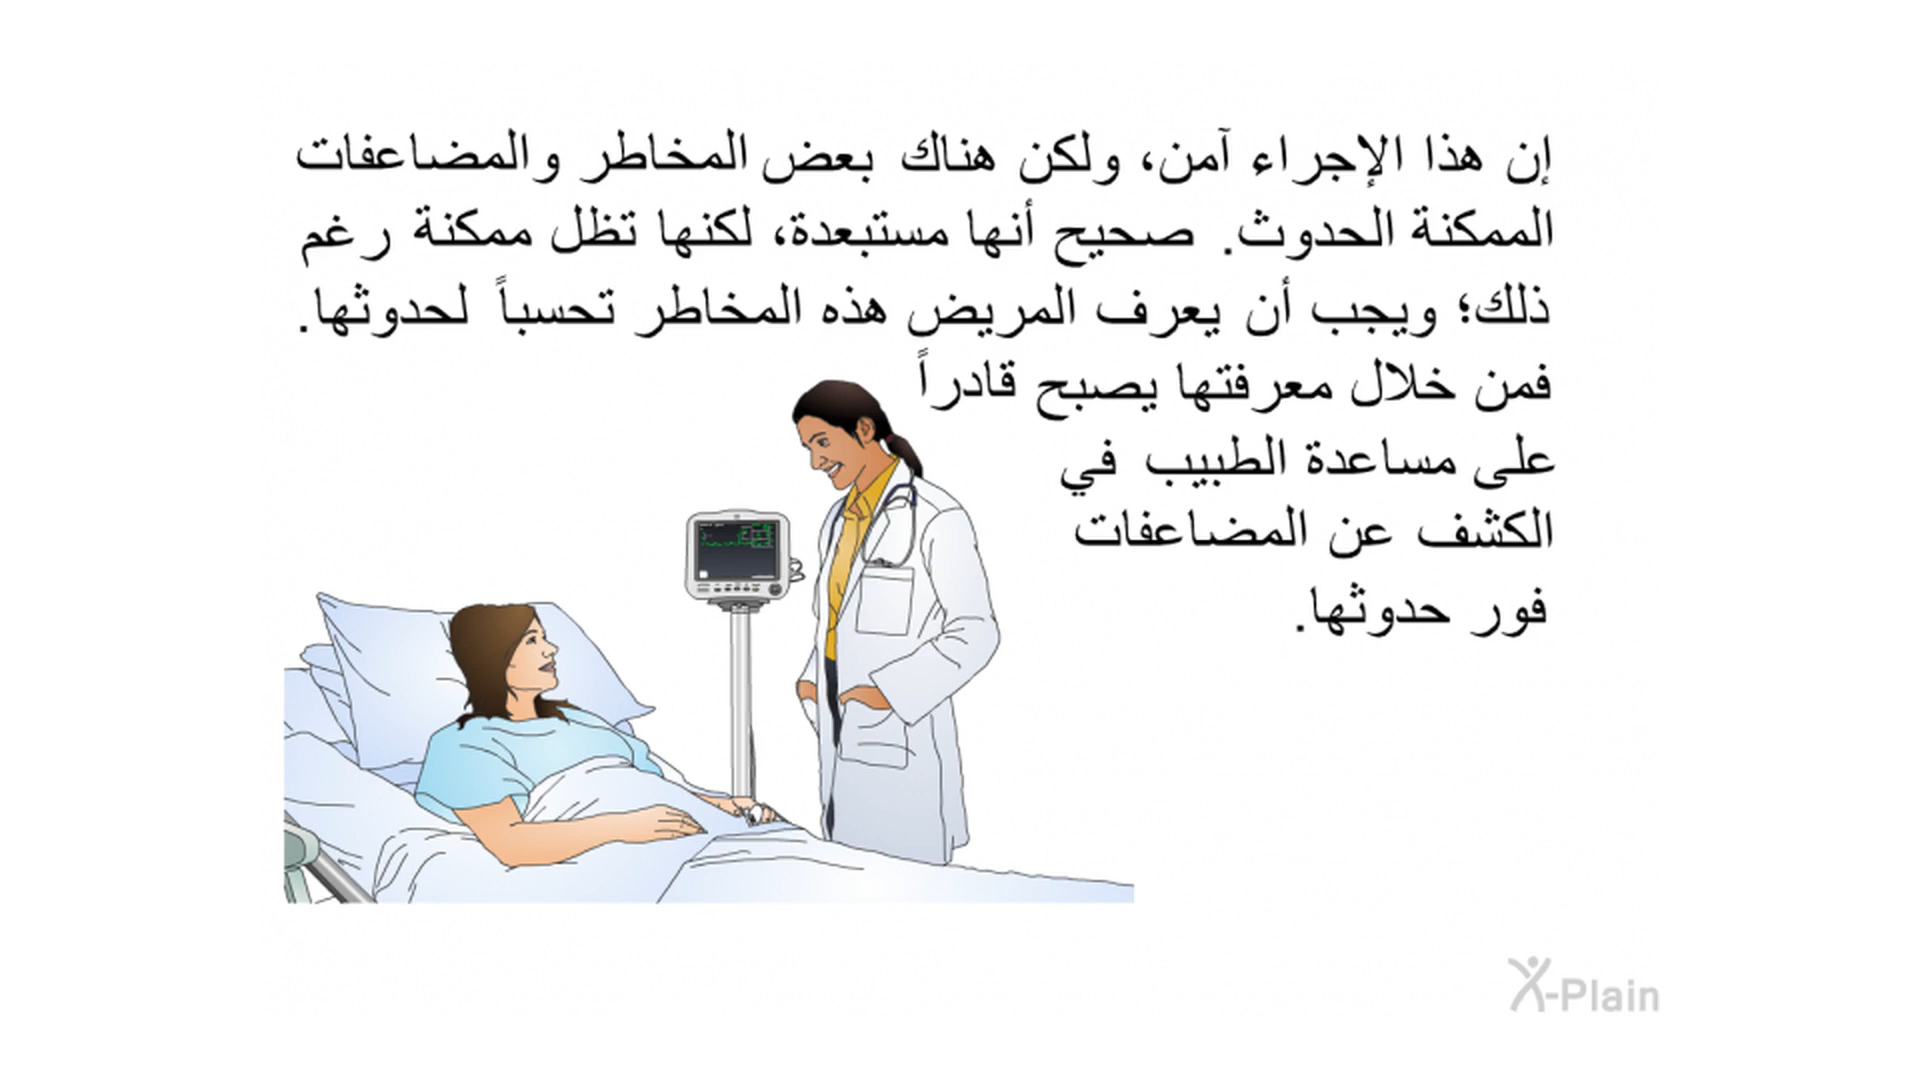 إن هذا الإجراء آمن، ولكن هناك بعض المخاطر والمضاعفات
الممكنة الحدوث. صحيح أنها مستبعدة، لكنها تظل ممكنة رغم
ذلك؛ ويجب أن يعرف المريض هذه المخاطر تحسباً لحدوثها.
فمن خلال معرفتها يصبح قادراً
على مساعدة الطبيب في
الكشف عن المضاعفات
فور حدوثها.
X-Plain